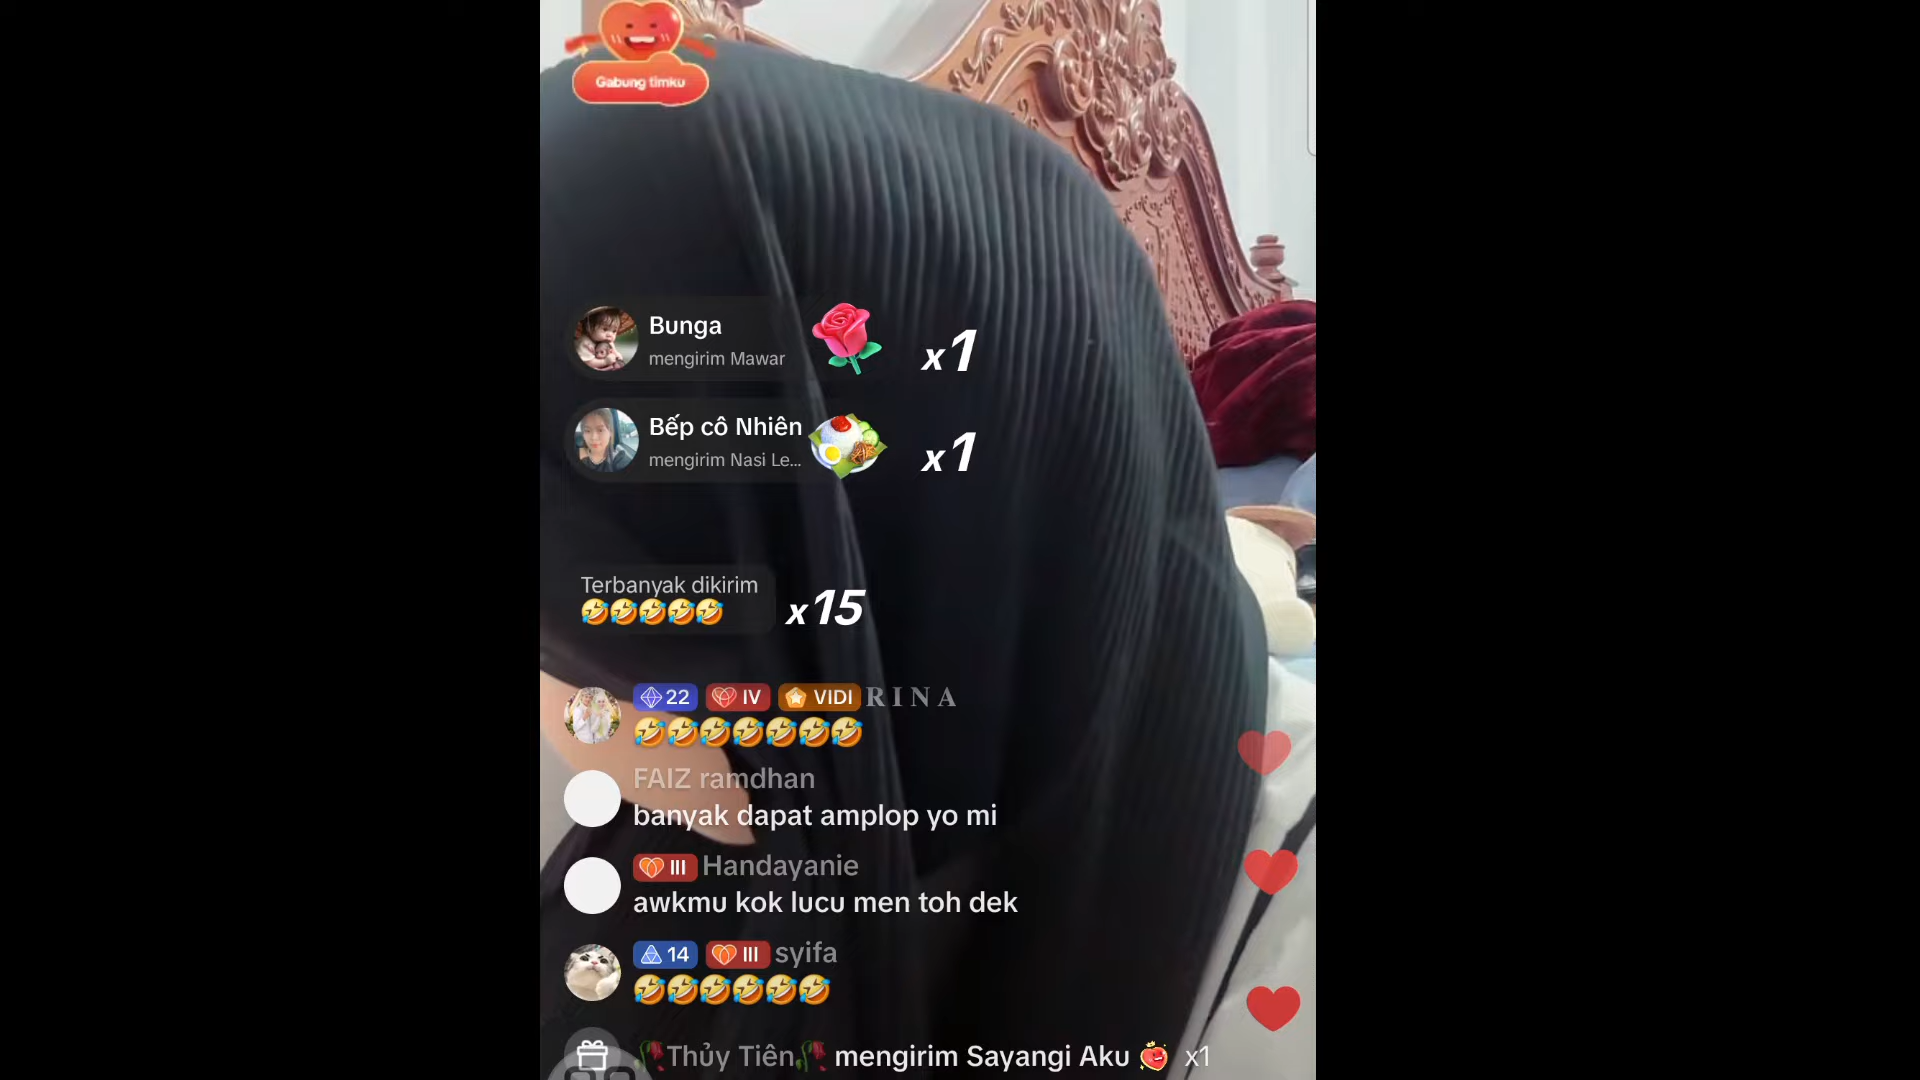 Gabung timku
Bunga
mengirim Mawar
x1
Bếp cô Nhiên
mengirim Nasi Le...
x1
Terbanyak dikirim
🤣🤣🤣🤣🤣
x15
22 IV VIDI R I N A
🤣🤣🤣🤣🤣🤣🤣
FAIZ ramdhan
banyak dapat amplop yo mi
III Handayanie
awkmu kok lucu men toh dek
14 III syifa
🤣🤣🤣🤣🤣🤣
🥀Thủy Tiên🥀 mengirim Sayangi Aku x1